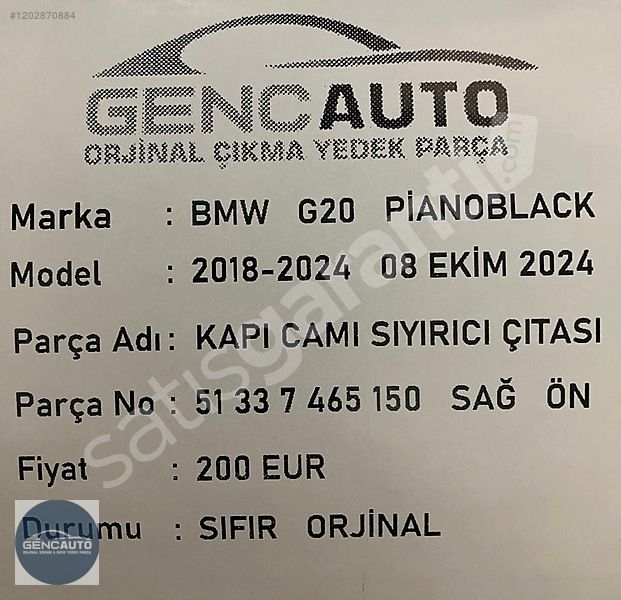 #1202870884
GENCAUTO
ORJİNAL ÇIKMA YEDEK PARÇA
Marka : BMW G20 PİANOBLACK
Model : 2018-2024 08 EKİM 2024
Parça Adı : KAPI CAMI SIYIRICI ÇITASI
Parça No : 51 33 7 465 150 SAĞ ÖN
Fiyat : 200 EUR
Durumu : SIFIR ORJİNAL
satışgaranti.com
GENCAUTO